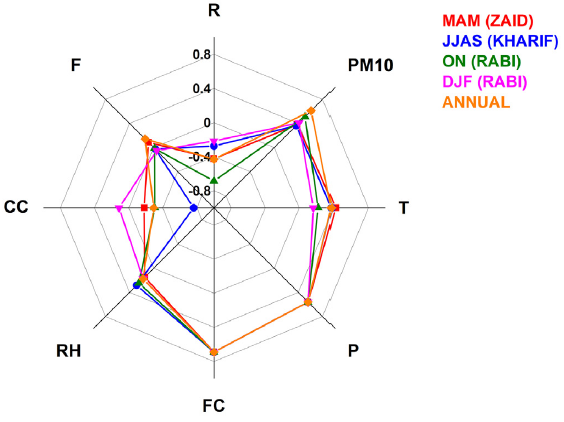 R
MAM (ZAID)
JJAS (KHARIF)
ON (RABI)
DJF (RABI)
ANNUAL
F
PM10
0.8
0.4
0
-0.4
-0.8
CC
T
RH
P
FC